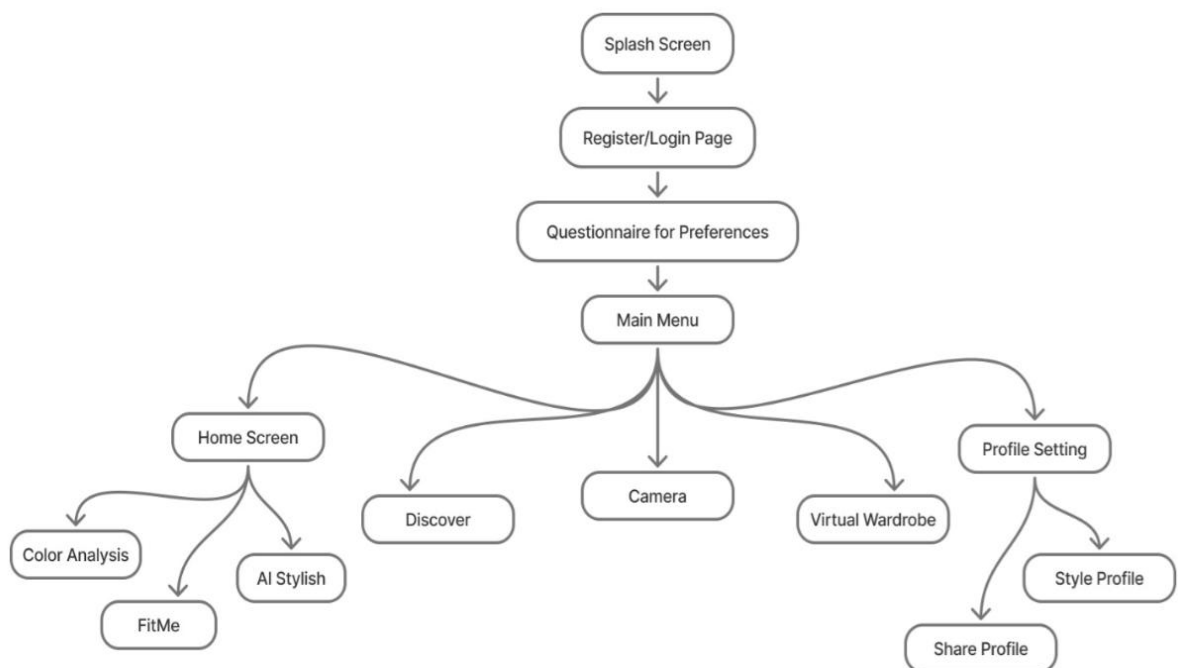 Splash Screen
Register/Login Page
Questionnaire for Preferences
Main Menu
Home Screen
Profile Setting
Discover
Camera
Virtual Wardrobe
Color Analysis
AI Stylish
Style Profile
FitMe
Share Profile